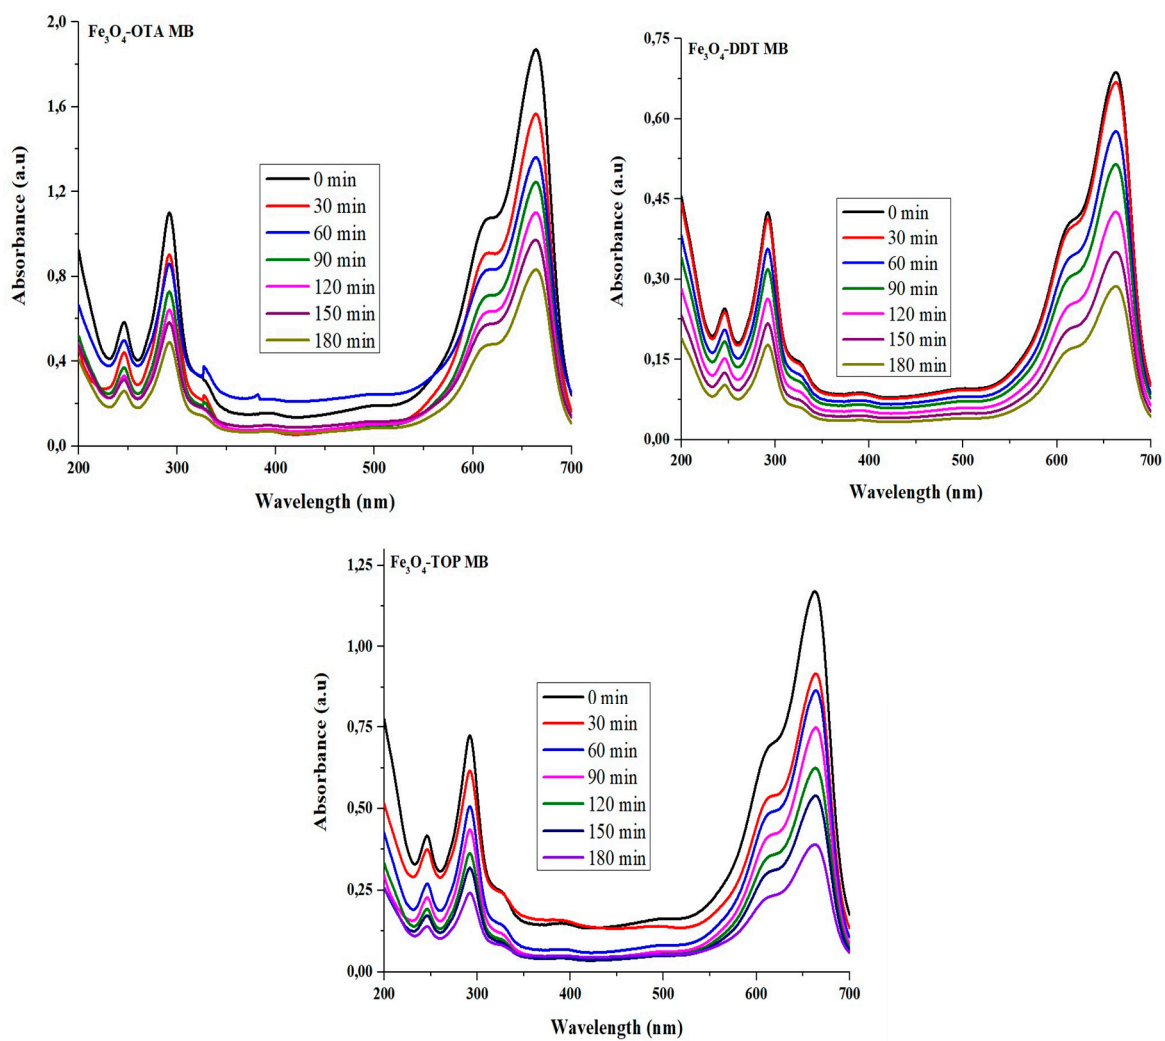 Fe3O4-OTA MB
2,0
1,6
1,2
0,8
0,4
0,0
Absorbance (a.u)
0 min
30 min
60 min
90 min
120 min
150 min
180 min
200 300 400 500 600 700
Wavelength (nm)
Fe3O4-DDT MB
0,75
0,60
0,45
0,30
0,15
0,00
Absorbance (a.u)
0 min
30 min
60 min
90 min
120 min
150 min
180 min
200 300 400 500 600 700
Wavelength (nm)
Fe3O4-TOP MB
1,25
1,00
0,75
0,50
0,25
0,00
Absorbance (a.u)
0 min
30 min
60 min
90 min
120 min
150 min
180 min
200 300 400 500 600 700
Wavelength (nm)